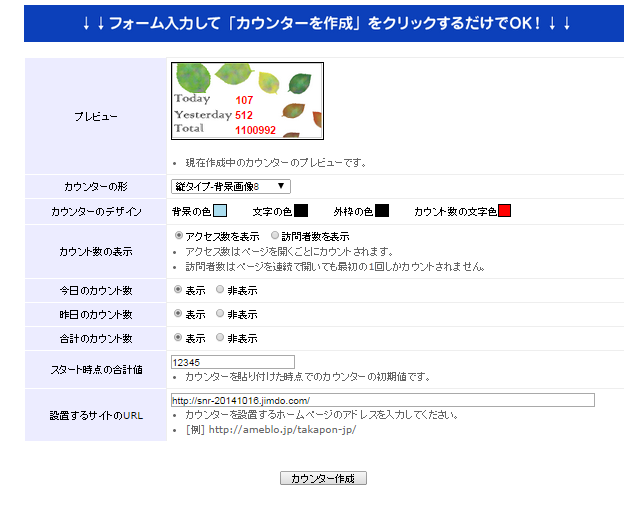 ↓↓フォーム入力して「カウンターを作成」をクリックするだけでOK!↓↓
プレビュー
Today 107
Yesterday 512
Total 1100992
・ 現在作成中のカウンターのプレビューです。
カウンターの形 縦タイプ-背景画像8
カウンターのデザイン 背景の色 文字の色 外枠の色 カウント数の文字色
カウント数の表示
アクセス数を表示 訪問者数を表示
・ アクセス数はページを開くごとにカウントされます。
・ 訪問者数はページを連続で開いても最初の1回しかカウントされません。
今日のカウント数 表示 非表示
昨日のカウント数 表示 非表示
合計のカウント数 表示 非表示
スタート時点の合計値
12345
・ カウンターを貼り付けた時点でのカウンターの初期値です。
設置するサイトのURL
http://snr-20141016.jimdo.com/
・ カウンターを設置するホームページのアドレスを入力してください。
・ [例] http://ameblo.jp/takapon-jp/
カウンター作成